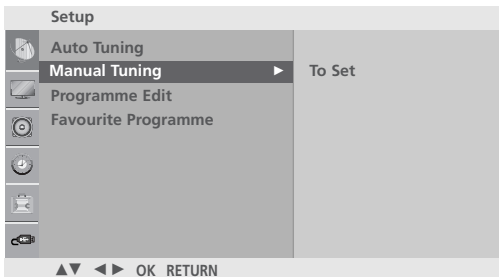 Setup
Auto Tuning
Manual Tuning ► To Set
Programme Edit
Favourite Programme
▲▼ ◄► OK RETURN